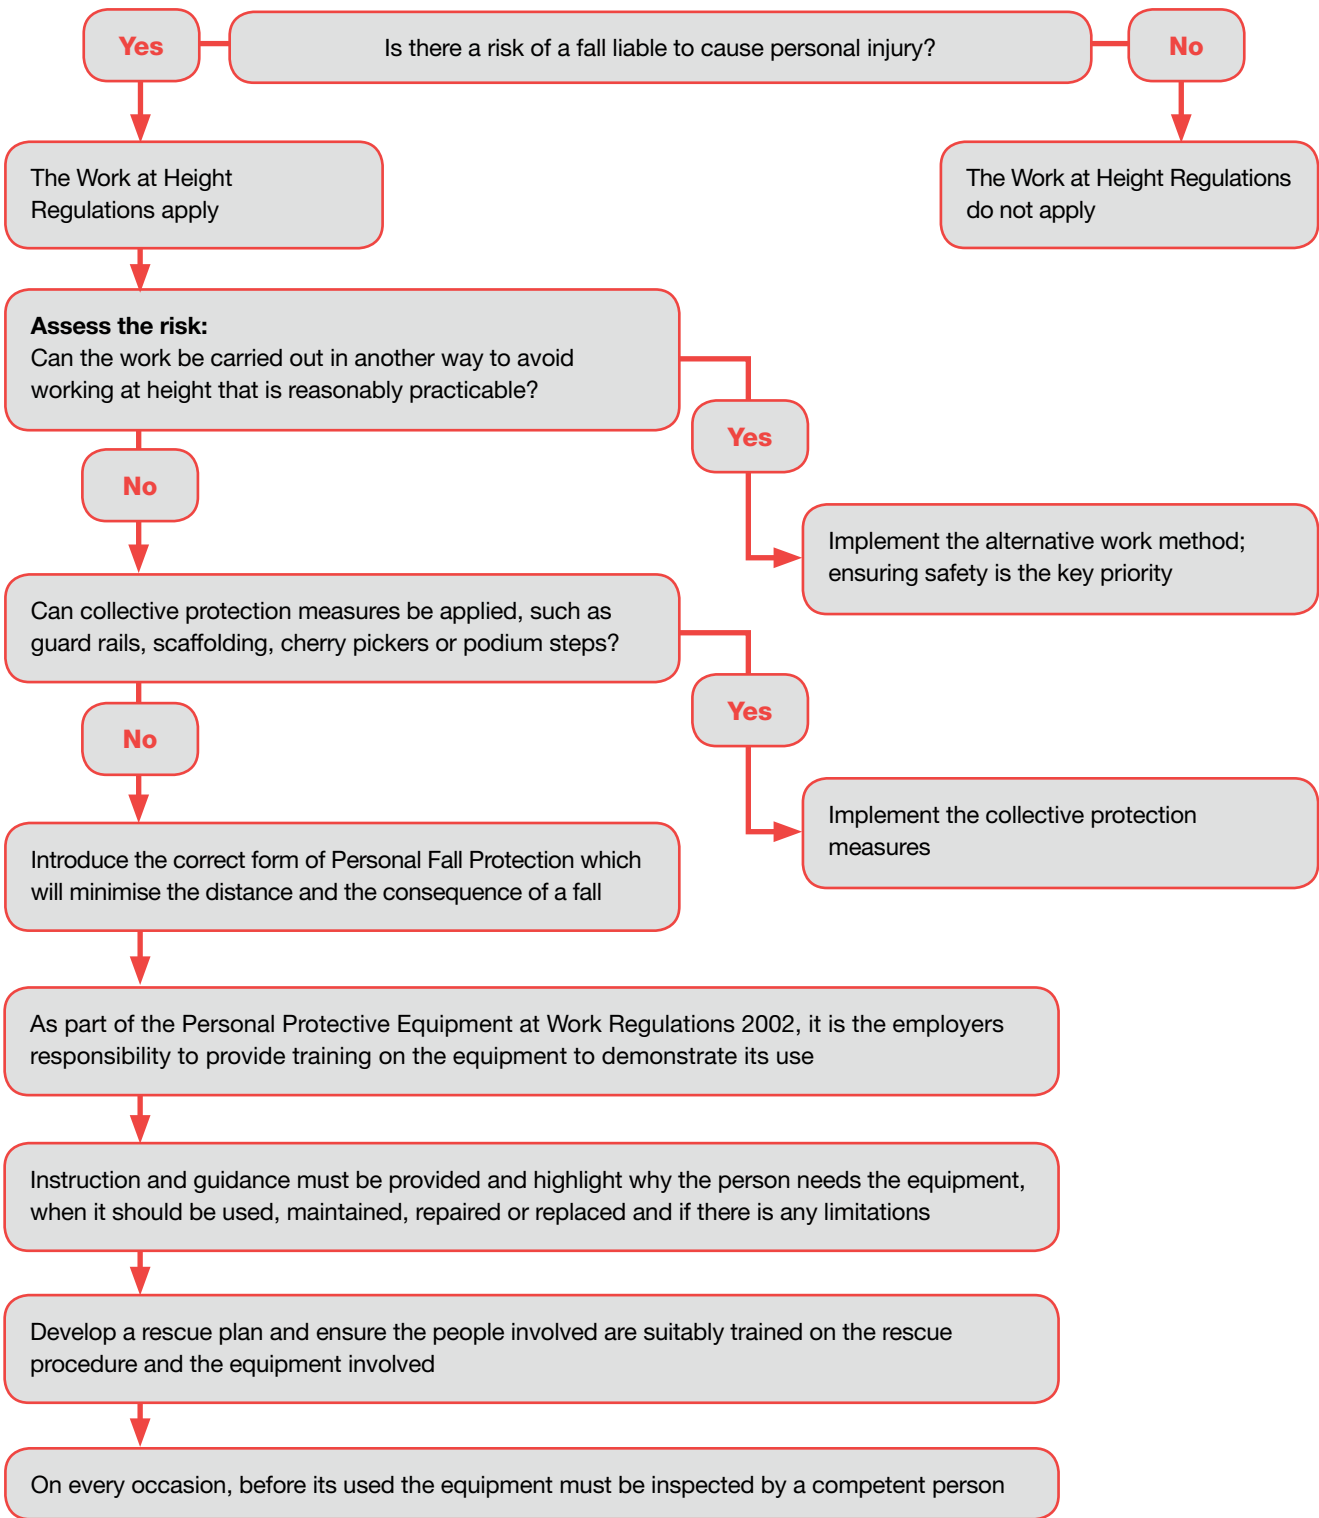 Yes
Is there a risk of a fall liable to cause personal injury?
No
The Work at Height
Regulations apply
The Work at Height Regulations
do not apply
Assess the risk:
Can the work be carried out in another way to avoid
working at height that is reasonably practicable?
Yes
No
Implement the alternative work method;
ensuring safety is the key priority
Can collective protection measures be applied, such as
guard rails, scaffolding, cherry pickers or podium steps?
Yes
No
Implement the collective protection
measures
Introduce the correct form of Personal Fall Protection which
will minimise the distance and the consequence of a fall
As part of the Personal Protective Equipment at Work Regulations 2002, it is the employers
responsibility to provide training on the equipment to demonstrate its use
Instruction and guidance must be provided and highlight why the person needs the equipment,
when it should be used, maintained, repaired or replaced and if there is any limitations
Develop a rescue plan and ensure the people involved are suitably trained on the rescue
procedure and the equipment involved
On every occasion, before its used the equipment must be inspected by a competent person